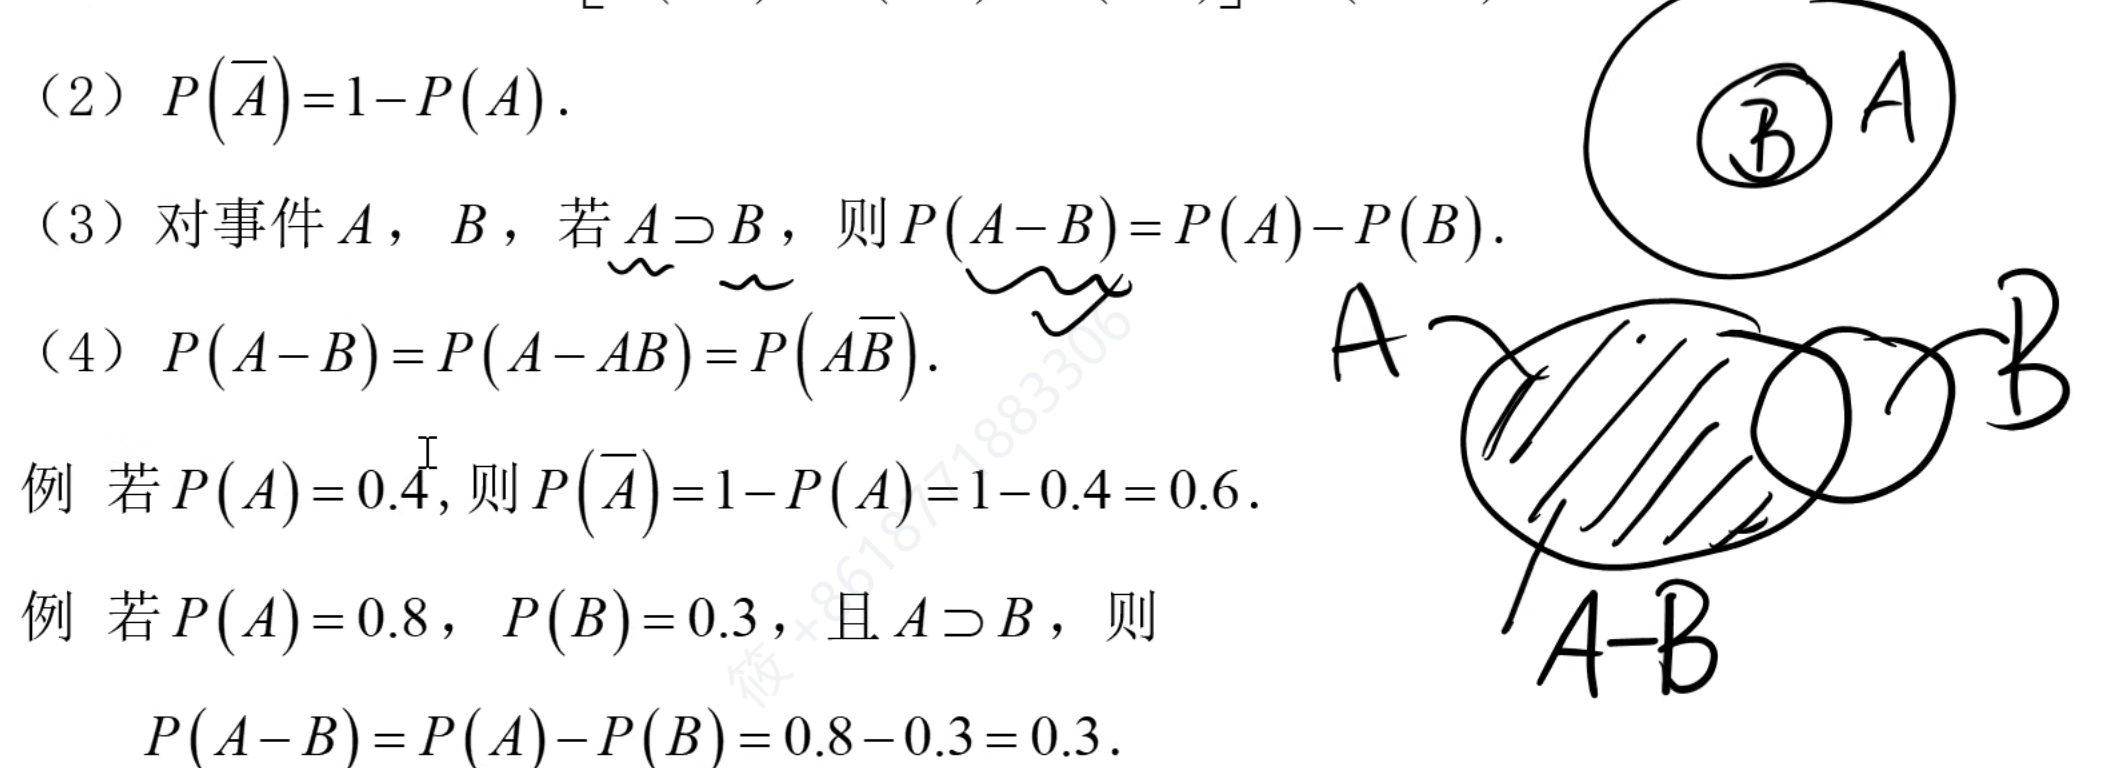 (2) P(A̅)=1−P(A).
(3)对事件A, B,若A⊃B,则P(A−B)=P(A)−P(B).
(4) P(A−B)=P(A−AB)=P(AB̅).
例 若P(A)=0.4,则P(A̅)=1−P(A)=1−0.4=0.6.
例 若P(A)=0.8, P(B)=0.3,且A⊃B,则
P(A−B)=P(A)−P(B)=0.8−0.3=0.3.
B A
A B
A-B
筱 +8618771883306